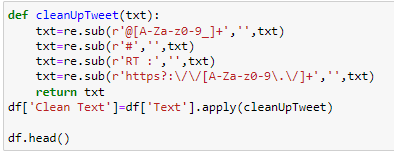 def cleanUpTweet(txt):
    txt=re.sub(r'@[A-Za-z0-9_]+','',txt)
    txt=re.sub(r'#','',txt)
    txt=re.sub(r'RT :','',txt)
    txt=re.sub(r'https?:\/\/[A-Za-z0-9\.\/]+','',txt)
    return txt
df['Clean Text']=df['Text'].apply(cleanUpTweet)
df.head()